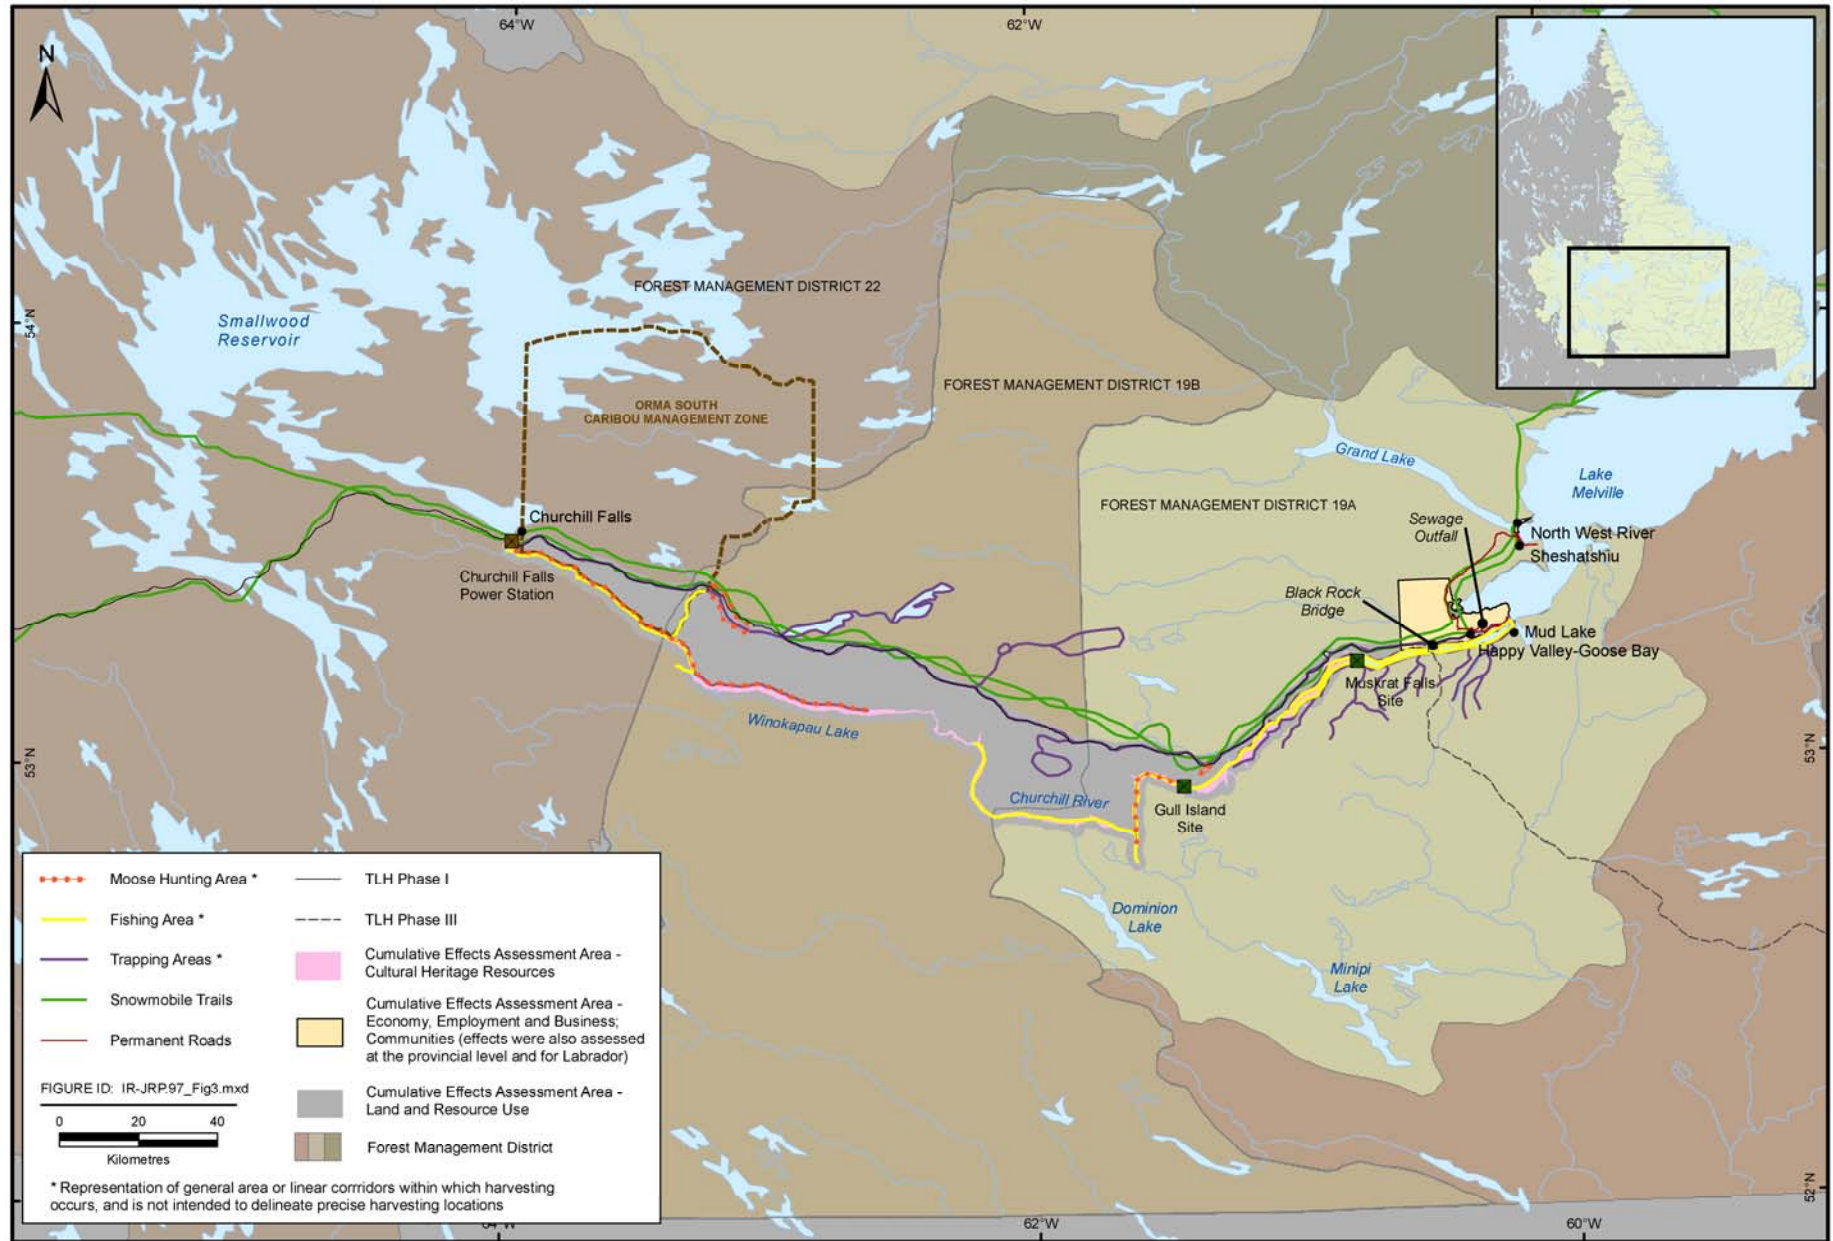 64°W
62°W
N
54°N
Smallwood
Reservoir
FOREST MANAGEMENT DISTRICT 22
ORMA SOUTH
CARIBOU MANAGEMENT ZONE
FOREST MANAGEMENT DISTRICT 19B
FOREST MANAGEMENT DISTRICT 19A
Grand Lake
Lake
Melville
Sewage
Outfall
North West River
Sheshatshiu
Churchill Falls
Churchill Falls
Power Station
Black Rock
Bridge
Mud Lake
Happy Valley-Goose Bay
Muskrat Falls
Site
Winokapau Lake
53°N
53°N
Churchill River
Gull Island
Site
Dominion
Lake
Minipi
Lake
Moose Hunting Area *
Fishing Area *
Trapping Areas *
Snowmobile Trails
Permanent Roads
TLH Phase I
TLH Phase III
Cumulative Effects Assessment Area -
Cultural Heritage Resources
Cumulative Effects Assessment Area -
Economy, Employment and Business;
Communities (effects were also assessed
at the provincial level and for Labrador)
Cumulative Effects Assessment Area -
Land and Resource Use
Forest Management District
FIGURE ID: IR-JRP.97_Fig3.mxd
0 20 40
Kilometres
* Representation of general area or linear corrridors within which harvesting
occurs, and is not intended to delineate precise harvesting locations
52°N
64°W
62°W
60°W